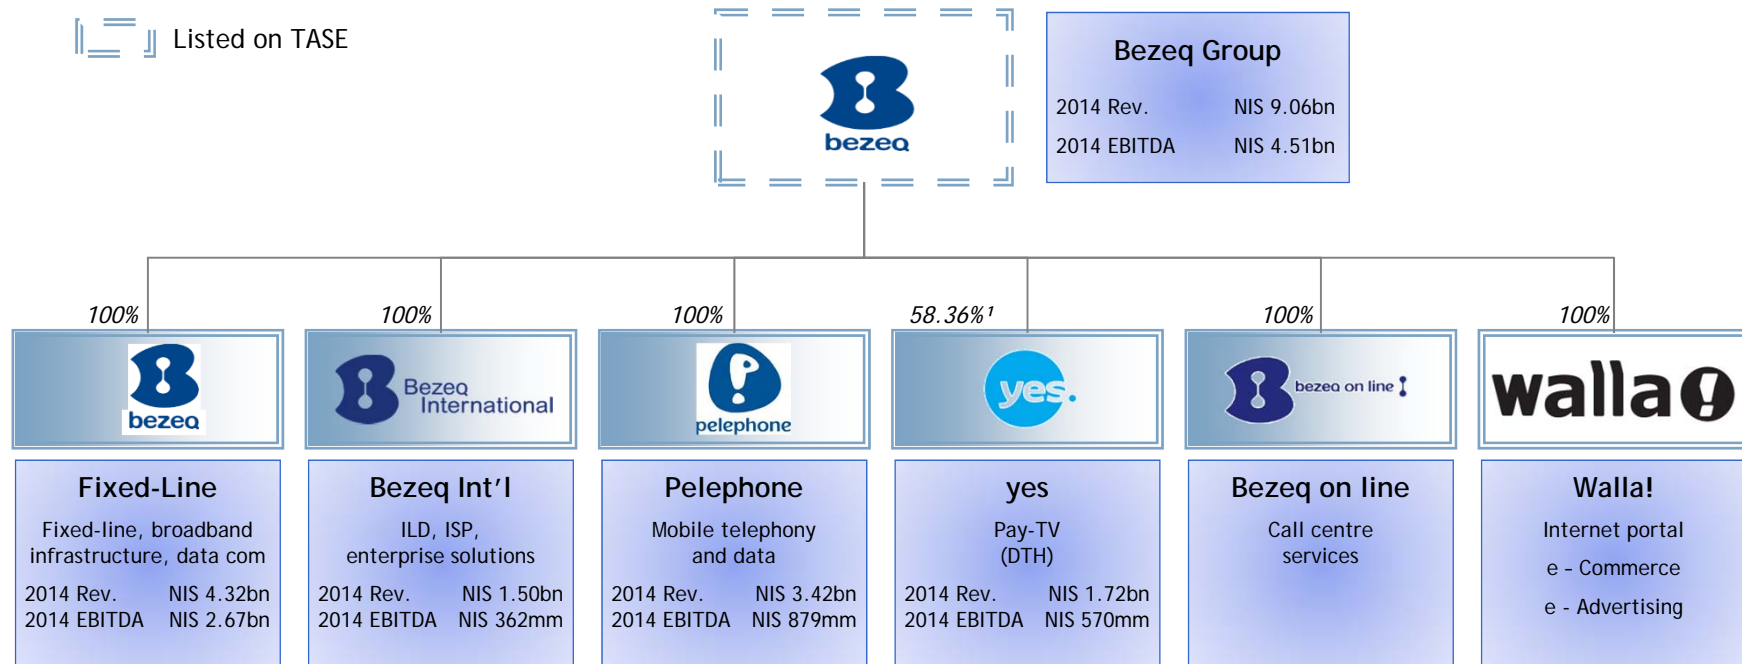 Listed on TASE
bezeq
Bezeq Group
2014 Rev. NIS 9.06bn
2014 EBITDA NIS 4.51bn
100% 100% 100% 58.36%¹ 100% 100%
bezeq
Bezeq
International
pelephone
yes.
bezeq on line
walla!
Fixed-Line
Fixed-line, broadband
infrastructure, data com
2014 Rev. NIS 4.32bn
2014 EBITDA NIS 2.67bn
Bezeq Int'l
ILD, ISP,
enterprise solutions
2014 Rev. NIS 1.50bn
2014 EBITDA NIS 362mm
Pelephone
Mobile telephony
and data
2014 Rev. NIS 3.42bn
2014 EBITDA NIS 879mm
yes
Pay-TV
(DTH)
2014 Rev. NIS 1.72bn
2014 EBITDA NIS 570mm
Bezeq on line
Call centre
services
Walla!
Internet portal
e - Commerce
e - Advertising